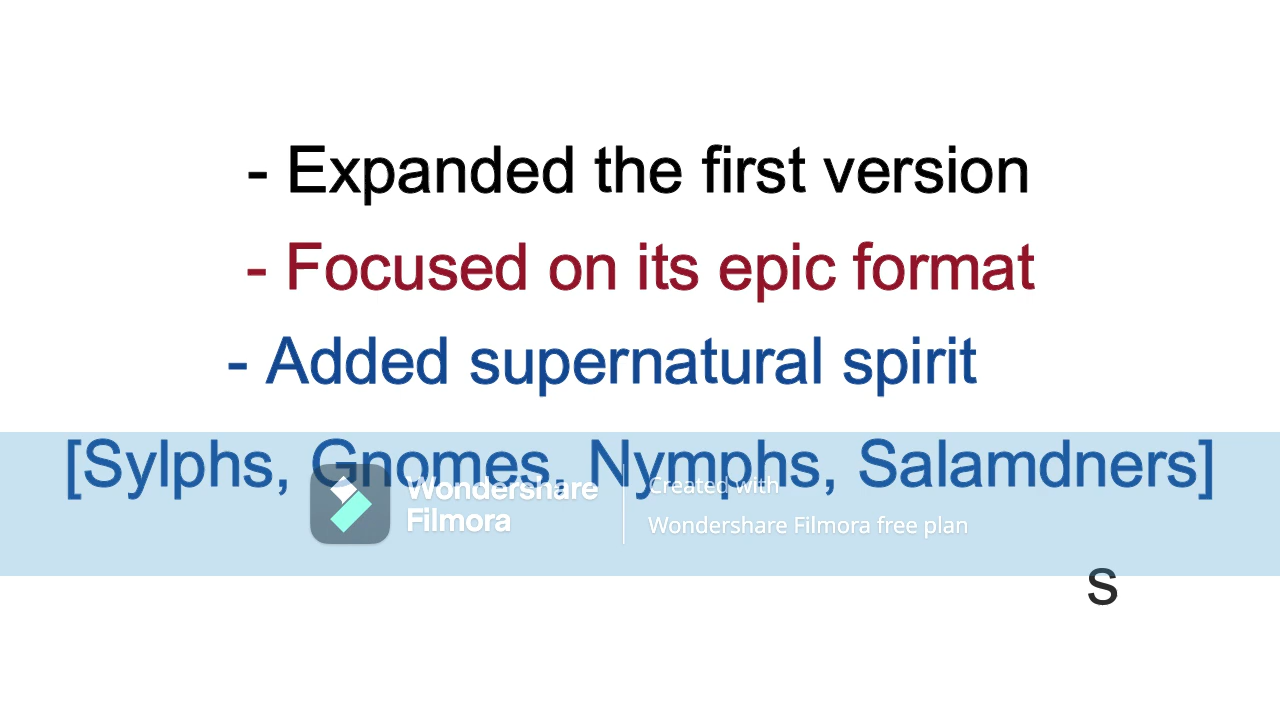 - Expanded the first version
- Focused on its epic format
- Added supernatural spirit
[Sylphs, Gnomes, Nymphs, Salamdners]
Wondershare
Filmora
Created with
Wondershare Filmora free plan
s